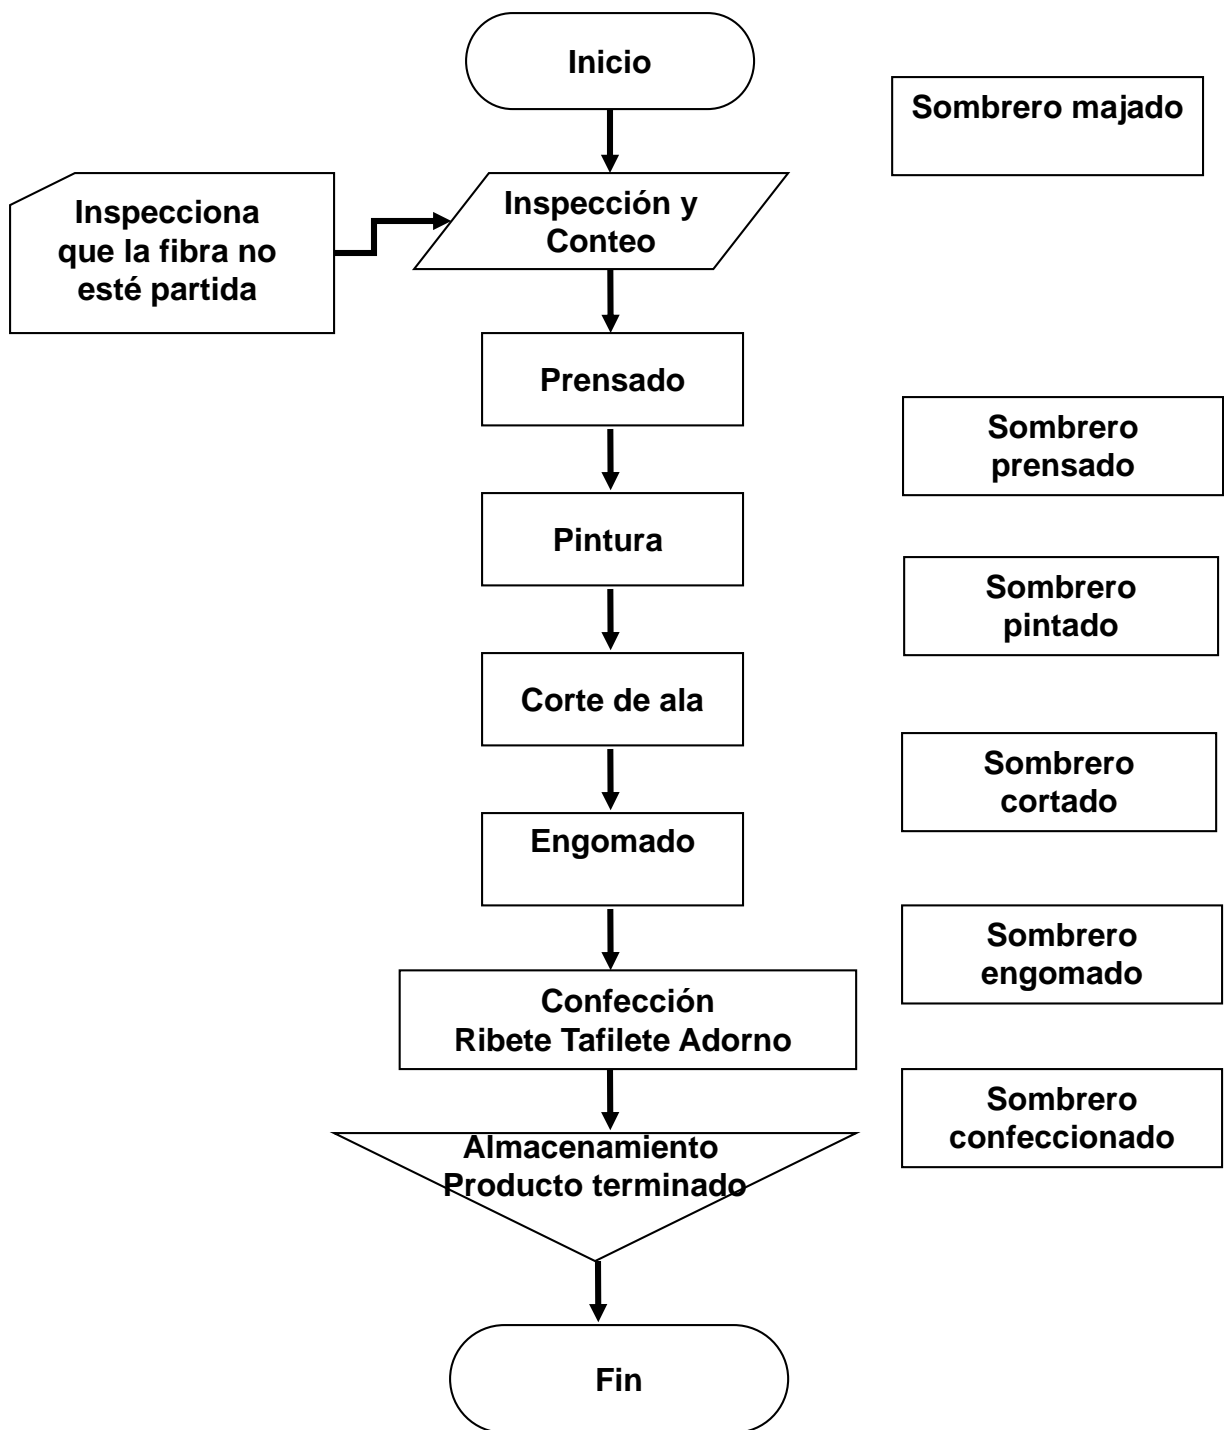 Inicio
Sombrero majado
Inspecciona
que la fibra no
esté partida
Inspección y
Conteo
Prensado
Sombrero
prensado
Pintura
Sombrero
pintado
Corte de ala
Sombrero
cortado
Engomado
Sombrero
engomado
Confección
Ribete Tafilete Adorno
Sombrero
confeccionado
Almacenamiento
Producto terminado
Fin